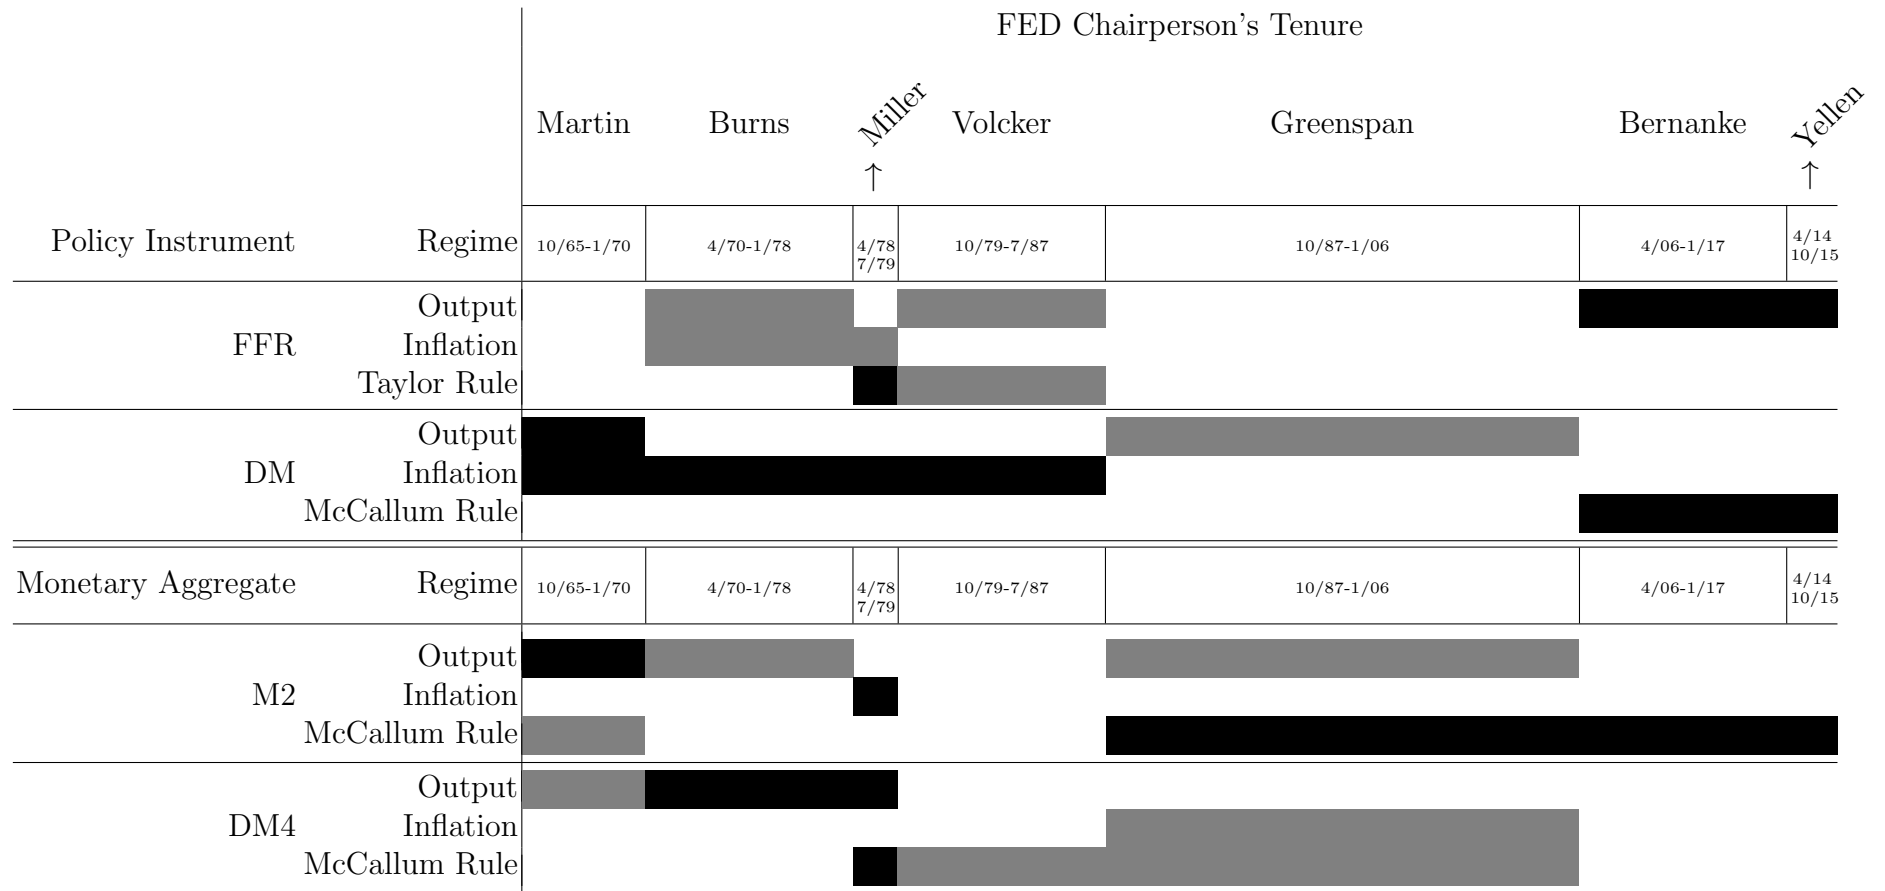 FED Chairperson's Tenure
Martin Burns Miller Volcker Greenspan Bernanke Yellen
↑ ↑
Policy Instrument Regime 10/65-1/70 4/70-1/78 4/78 7/79 10/79-7/87 10/87-1/06 4/06-1/17 4/14 10/15
Output
FFR Inflation
Taylor Rule
Output
DM Inflation
McCallum Rule
Monetary Aggregate Regime 10/65-1/70 4/70-1/78 4/78 7/79 10/79-7/87 10/87-1/06 4/06-1/17 4/14 10/15
Output
M2 Inflation
McCallum Rule
Output
DM4 Inflation
McCallum Rule